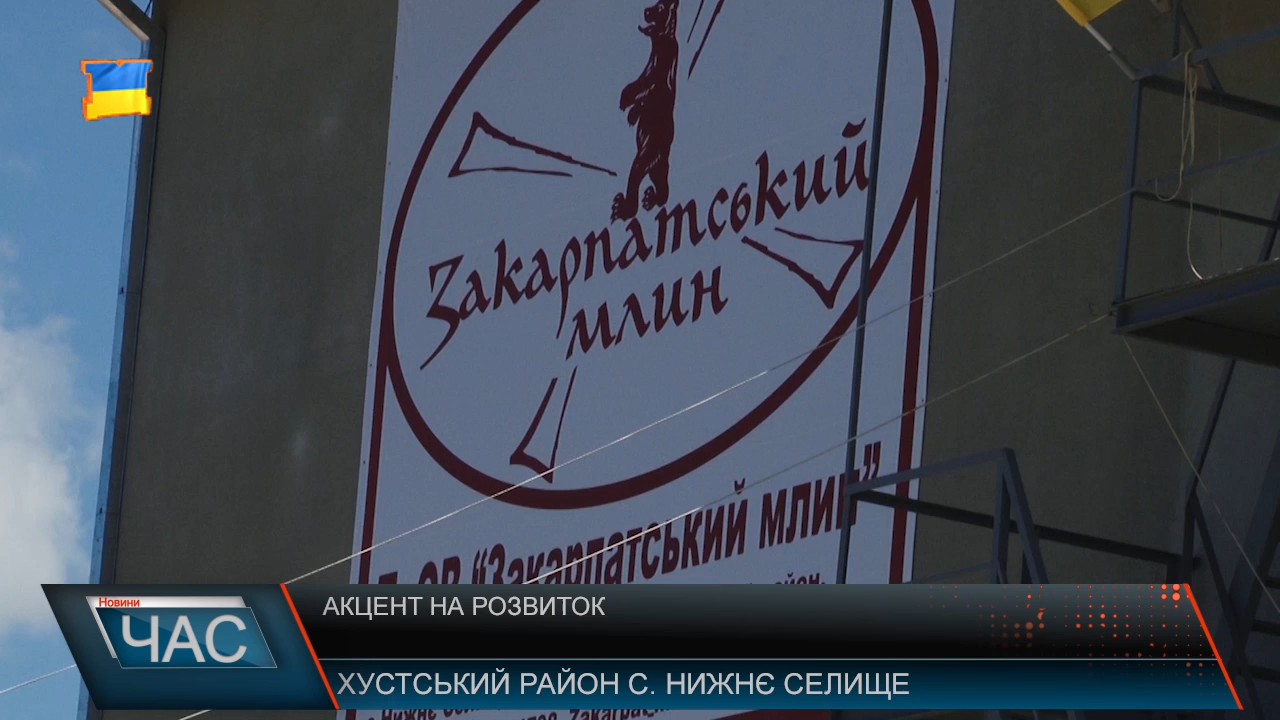 Закарпатський
млин
"Закарпатський млин"
Новини
ЧАС
АКЦЕНТ НА РОЗВИТОК
ХУСТСЬКИЙ РАЙОН С. НИЖНЄ СЕЛИЩЕ